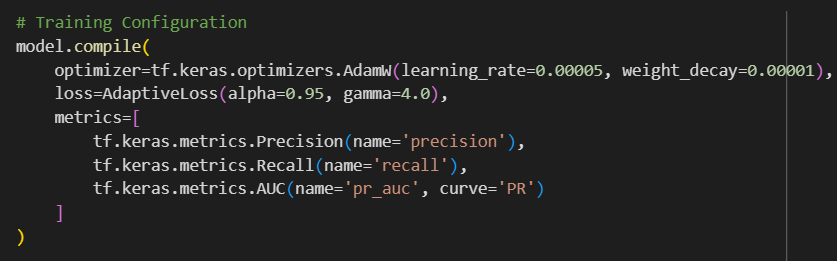 # Training Configuration
model.compile(
    optimizer=tf.keras.optimizers.AdamW(learning_rate=0.00005, weight_decay=0.00001),
    loss=AdaptiveLoss(alpha=0.95, gamma=4.0),
    metrics=[
        tf.keras.metrics.Precision(name='precision'),
        tf.keras.metrics.Recall(name='recall'),
        tf.keras.metrics.AUC(name='pr_auc', curve='PR')
    ]
)